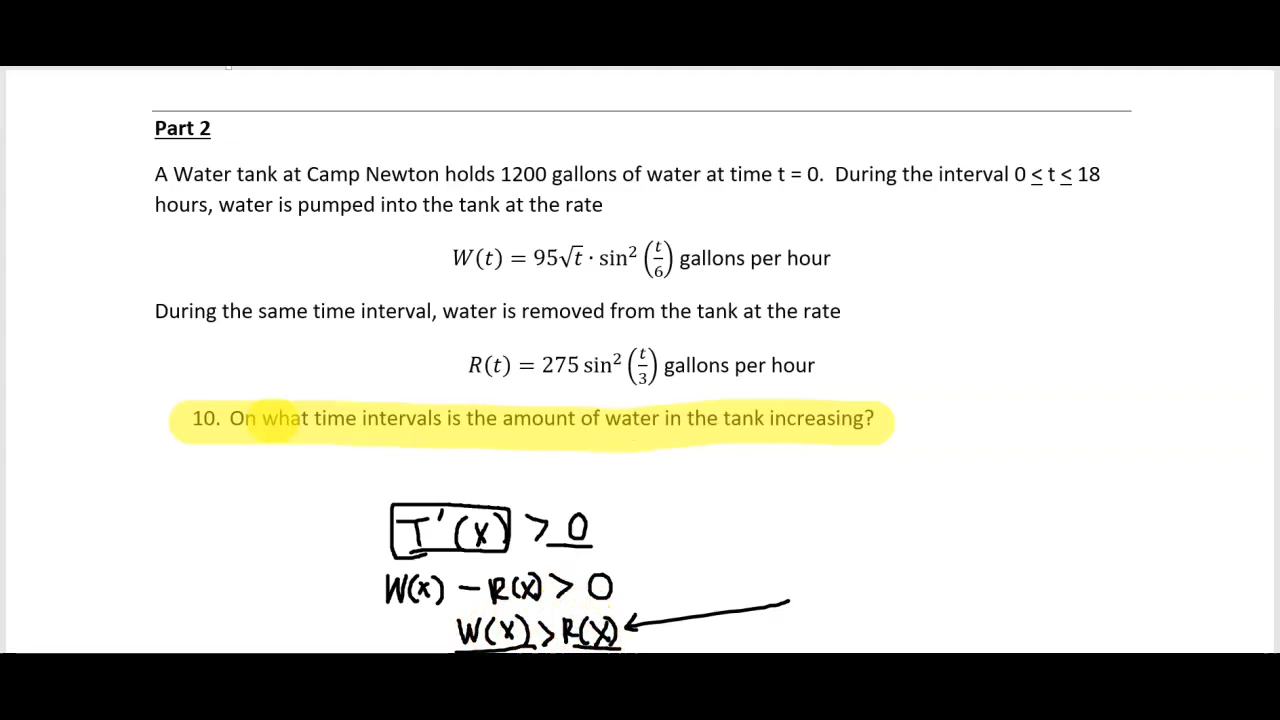 Part 2
A Water tank at Camp Newton holds 1200 gallons of water at time t = 0.  During the interval 0 ≤ t ≤ 18
hours, water is pumped into the tank at the rate
W(t) = 95√t · sin² (t/6) gallons per hour
During the same time interval, water is removed from the tank at the rate
R(t) = 275 sin² (t/3) gallons per hour
10.  On what time intervals is the amount of water in the tank increasing?
T'(x) > 0
W(x) - R(x) > 0
W(x) > R(x)